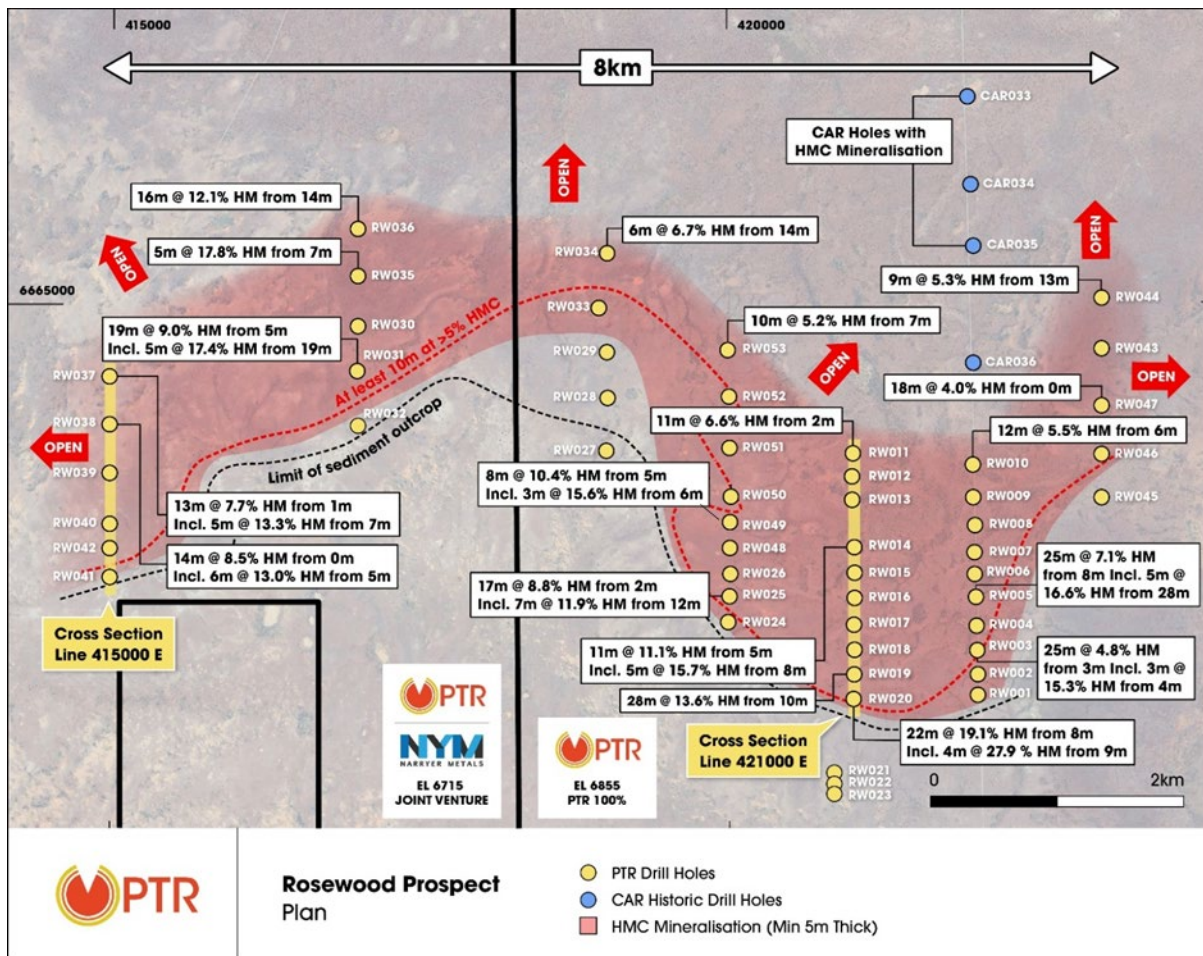 415000
420000
8km
CAR033
CAR Holes with
HMC Mineralisation
CAR034
CAR035
OPEN
OPEN
16m @ 12.1% HM from 14m
RW036
6m @ 6.7% HM from 14m
RW034
5m @ 17.8% HM from 7m
RW035
OPEN
9m @ 5.3% HM from 13m
RW044
6665000
RW033
RW030
19m @ 9.0% HM from 5m
Incl. 5m @ 17.4% HM from 19m
RW031
At least 10m at >5% HMC
10m @ 5.2% HM from 7m
RW053
RW029
RW043
CAR036
OPEN
RW037
OPEN
18m @ 4.0% HM from 0m
RW047
RW028
RW052
RW038
RW032
11m @ 6.6% HM from 2m
12m @ 5.5% HM from 6m
OPEN
Limit of sediment outcrop
RW027
RW051
RW011
RW010
RW046
RW039
8m @ 10.4% HM from 5m
Incl. 3m @ 15.6% HM from 6m
RW012
RW050
RW013
RW009
RW045
13m @ 7.7% HM from 1m
Incl. 5m @ 13.3% HM from 7m
RW040
RW049
RW008
RW042
RW048
RW014
RW007
14m @ 8.5% HM from 0m
Incl. 6m @ 13.0% HM from 5m
RW041
RW026
RW015
RW006
25m @ 7.1% HM
from 8m Incl. 5m @
16.6% HM from 28m
17m @ 8.8% HM from 2m
Incl. 7m @ 11.9% HM from 12m
RW025
RW016
RW005
RW024
RW017
RW004
Cross Section
Line 415000 E
11m @ 11.1% HM from 5m
Incl. 5m @ 15.7% HM from 8m
RW018
RW003
25m @ 4.8% HM
from 3m Incl. 3m @
15.3% HM from 4m
RW019
RW002
28m @ 13.6% HM from 10m
RW020
RW001
22m @ 19.1% HM from 8m
Incl. 4m @ 27.9 % HM from 9m
Cross Section
Line 421000 E
PTR
NYM
NARRYER METALS
EL 6715
JOINT VENTURE
PTR
EL 6855
PTR 100%
RW021
RW022
RW023
0
2km
PTR
Rosewood Prospect
Plan
PTR Drill Holes
CAR Historic Drill Holes
HMC Mineralisation (Min 5m Thick)